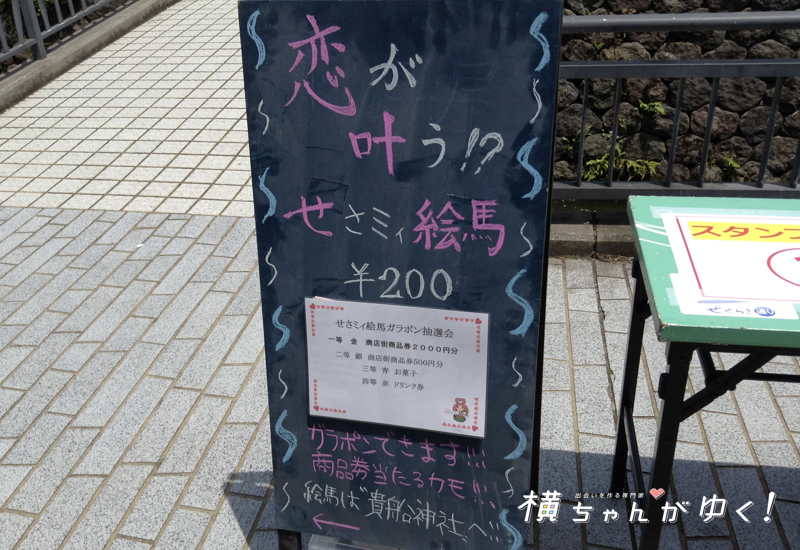 恋が
叶う!?
せさミィ絵馬
¥200
せさミィ絵馬ガラポン抽選会
一等 金 商店街商品券2000円分
二等 銀 商店街商品券500円分
三等 青 お菓子
四等 赤 ドリンク券
ガラポンできます!!!
商品券当たるカモ!!!
絵馬は貴船神社へ!!
スタンプ
出会いを作る専門家
横ちゃんがゆく!